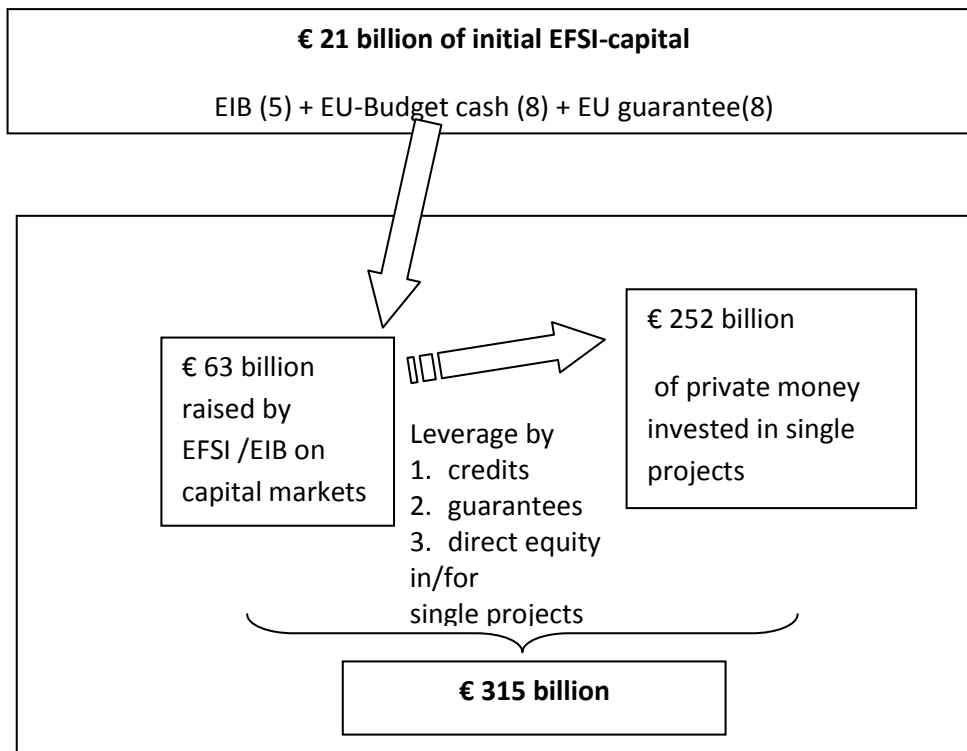 € 21 billion of initial EFSI-capital
EIB (5) + EU-Budget cash (8) + EU guarantee(8)
€ 63 billion
raised by
EFSI /EIB on
capital markets
Leverage by
1. credits
2. guarantees
3. direct equity
in/for
single projects
€ 252 billion
of private money
invested in single
projects
€ 315 billion